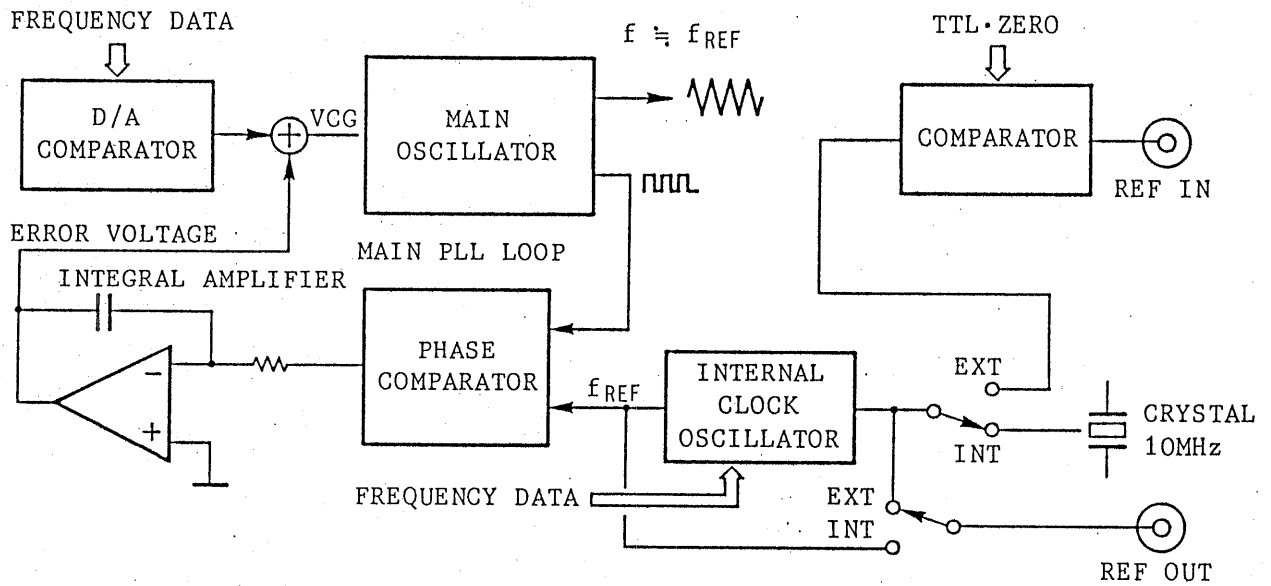 FREQUENCY DATA
D/A
COMPARATOR
VCG
MAIN
OSCILLATOR
f ≒ fREF
TTL·ZERO
COMPARATOR
REF IN
ERROR VOLTAGE
MAIN PLL LOOP
INTEGRAL AMPLIFIER
PHASE
COMPARATOR
fREF
INTERNAL
CLOCK
OSCILLATOR
EXT
INT
CRYSTAL
10MHz
FREQUENCY DATA
EXT
INT
REF OUT